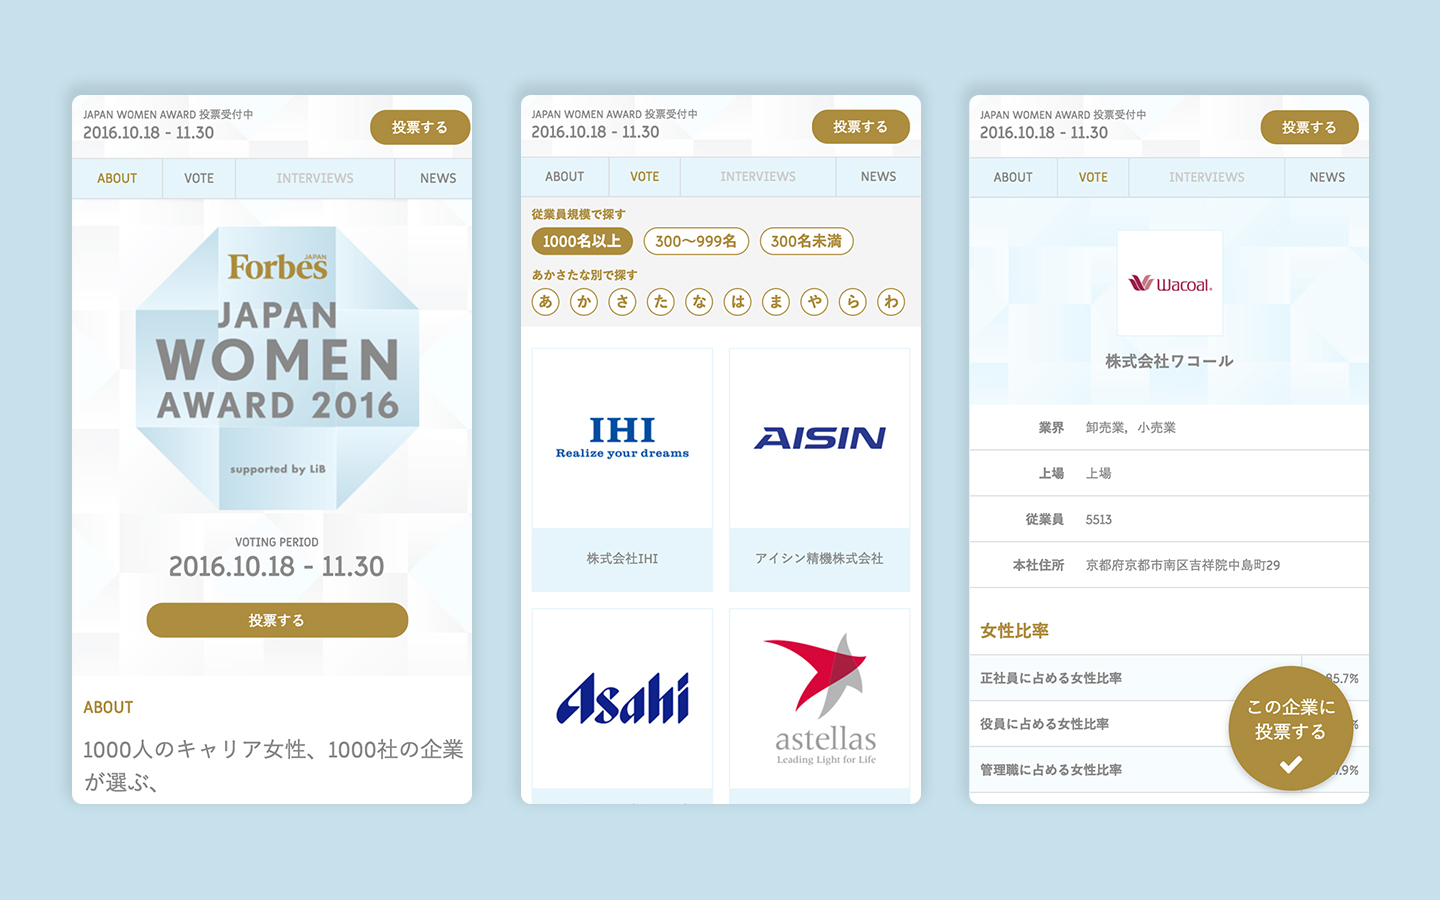 JAPAN WOMEN AWARD 投票受付中
2016.10.18 - 11.30
投票する
ABOUT
VOTE
INTERVIEWS
NEWS
Forbes
JAPAN
JAPAN
WOMEN
AWARD 2016
supported by LiB
VOTING PERIOD
2016.10.18 - 11.30
投票する
ABOUT
1000人のキャリア女性、1000社の企業
が選ぶ、
JAPAN WOMEN AWARD 投票受付中
2016.10.18 - 11.30
投票する
ABOUT
VOTE
INTERVIEWS
NEWS
従業員規模で探す
1000名以上
300〜999名
300名未満
あかさたな別で探す
あ か さ た な は ま や ら わ
IHI
Realize your dreams
株式会社IHI
AISIN
アイシン精機株式会社
Asahi
astellas
Leading Light for Life
JAPAN WOMEN AWARD 投票受付中
2016.10.18 - 11.30
投票する
ABOUT
VOTE
INTERVIEWS
NEWS
Wacoal
株式会社ワコール
業界 卸売業，小売業
上場 上場
従業員 5513
本社住所 京都府京都市南区吉祥院中島町29
女性比率
正社員に占める女性比率
役員に占める女性比率
管理職に占める女性比率
この企業に
投票する